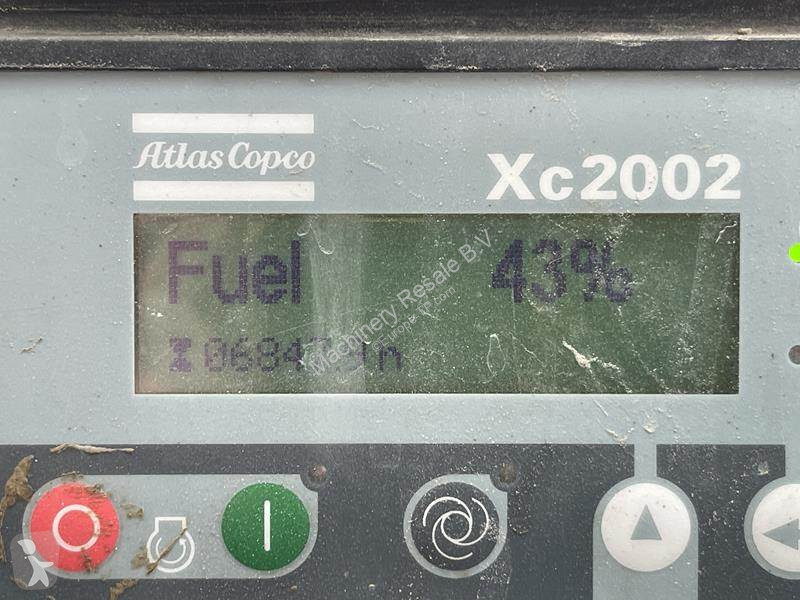 Atlas Copco
Xc2002
Fuel 43%
Machinery Resale B.V.